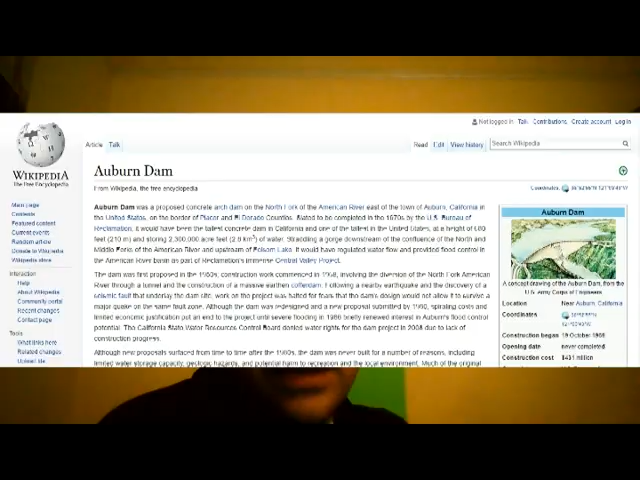 Not logged in Talk Contributions Create account Log in
Article Talk Read Edit View history Search Wikipedia
WIKIPEDIA
The Free Encyclopedia
Main page
Contents
Featured content
Current events
Random article
Donate to Wikipedia
Wikipedia store
Interaction
Help
About Wikipedia
Community portal
Recent changes
Contact page
Tools
What links here
Related changes
Upload file
Auburn Dam
From Wikipedia, the free encyclopedia
Coordinates:
Auburn Dam was a proposed concrete arch dam on the North Fork of the American River east of the town of Auburn, California in
the United States, on the border of Placer and El Dorado Counties. Slated to be completed in the 1970s by the U.S. Bureau of
Reclamation, it would have been the tallest concrete dam in California and one of the tallest in the United States, at a height of 680
feet (210 m) and storing 2,300,000 acre feet (2.8 km³) of water. Straddling a gorge downstream of the confluence of the North and
Middle Forks of the American River and upstream of Folsom Lake, it would have regulated water flow and provided flood control in
the American River basin as part of Reclamation's immense Central Valley Project.
The dam was first proposed in the 1950s; construction work commenced in 1968, involving the diversion of the North Fork American
River through a tunnel and the construction of a massive earthen cofferdam. Following a nearby earthquake and the discovery of a
seismic fault that underlay the dam site, work on the project was halted for fears that the dam's design would not allow it to survive a
major quake on the same fault zone. Although the dam was redesigned and a new proposal submitted by 1980, spiraling costs and
limited economic justification put an end to the project until severe flooding in 1986 briefly renewed interest in Auburn's flood control
potential. The California State Water Resources Control Board denied water rights for the dam project in 2008 due to lack of
construction progress.
Although new proposals surfaced from time to time after the 1980s, the dam was never built for a number of reasons, including
limited water storage capacity, geologic hazards, and potential harm to recreation and the local environment. Much of the original
Auburn Dam
A concept drawing of the Auburn Dam, from the
U.S. Army Corps of Engineers
Location Near Auburn, California
Coordinates
Construction began 19 October 1968
Opening date never completed
Construction cost